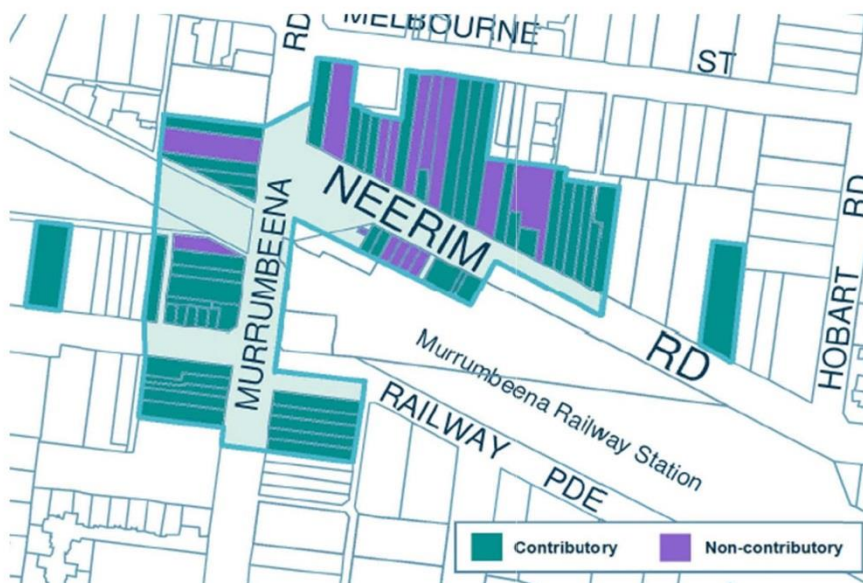 MELBOURNE
ST
RD
NEERIM
RD
MURRUMBEENA
HOBART
RD
Murrumbeena Railway Station
RAILWAY
PDE
Contributory
Non-contributory